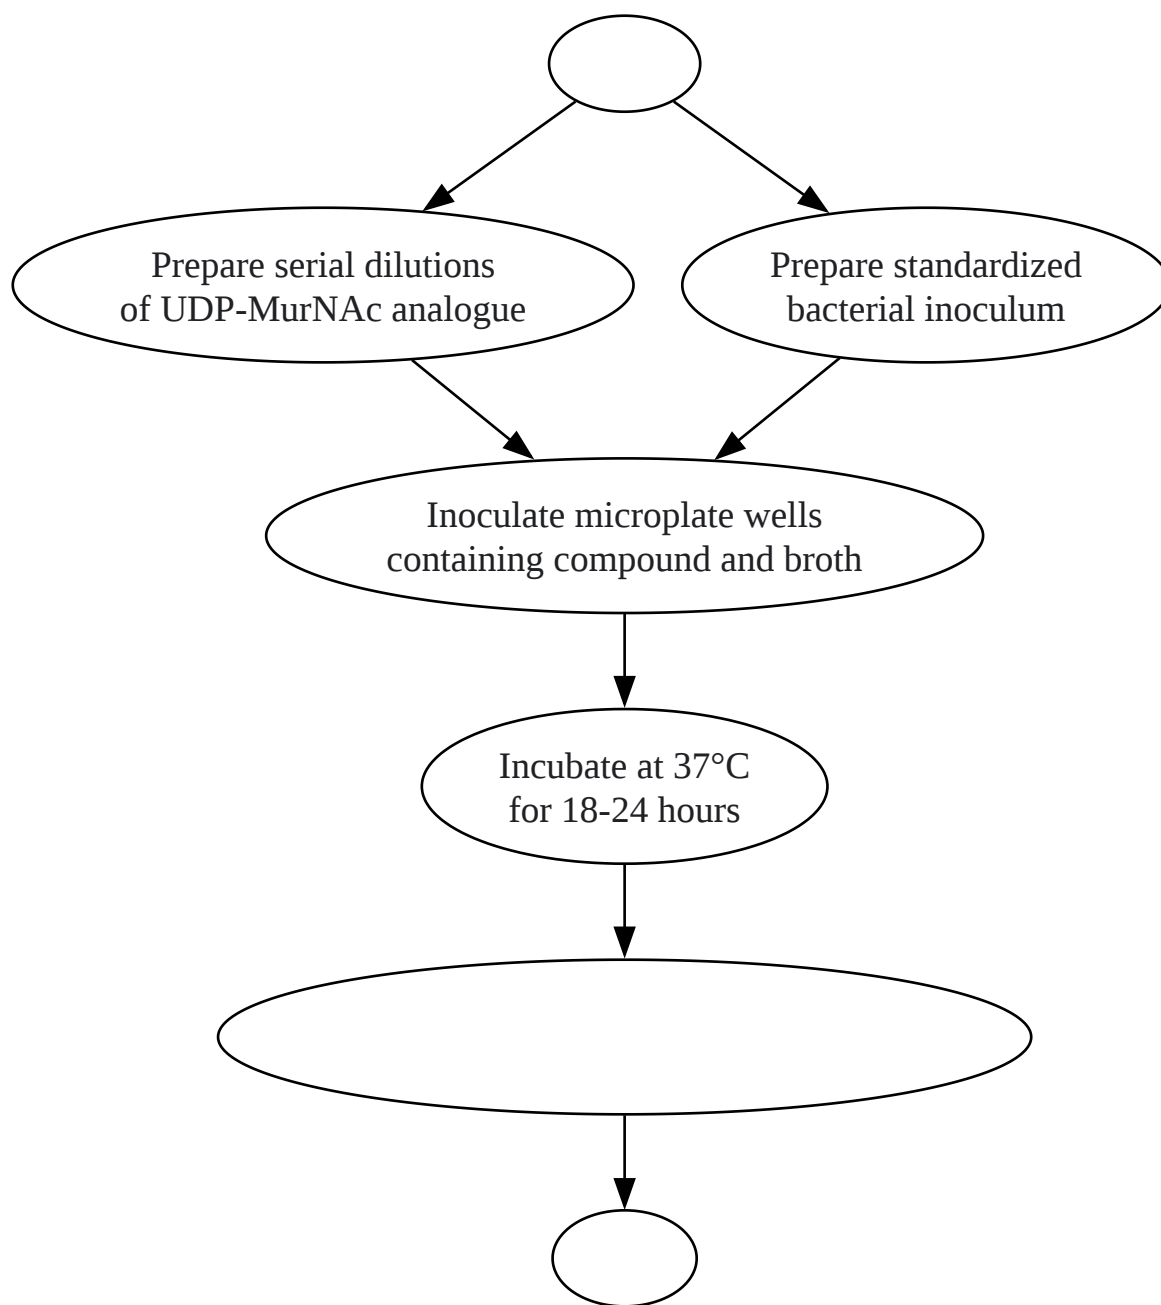 Prepare serial dilutions
of UDP-MurNAc analogue
Prepare standardized
bacterial inoculum
Inoculate microplate wells
containing compound and broth
Incubate at 37°C
for 18-24 hours